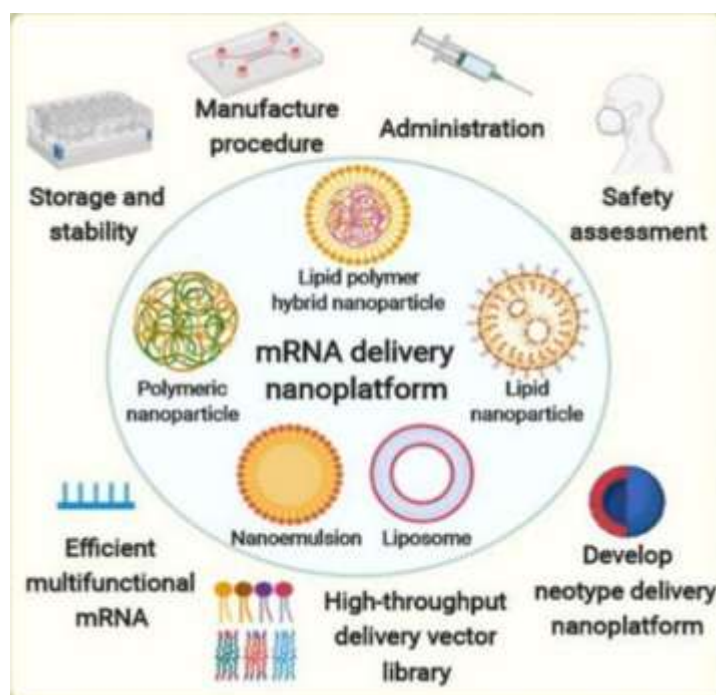 Manufacture
procedure
Administration
Storage and
stability
Safety
assessment
Lipid polymer
hybrid nanoparticle
mRNA delivery
nanoplatform
Polymeric
nanoparticle
Lipid
nanoparticle
Nanoemulsion
Liposome
Efficient
multifunctional
mRNA
High-throughput
delivery vector
library
Develop
neotype delivery
nanoplatform